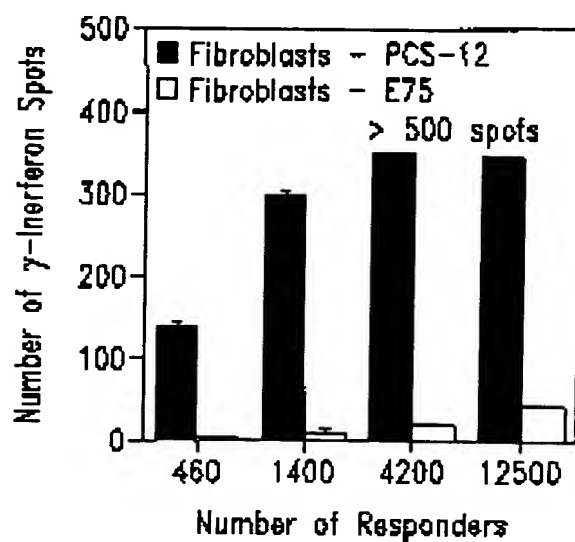 500
■ Fibroblasts - PCS-12
□ Fibroblasts - E75
> 500 spots
400
300
200
100
0
Number of γ-Inerferon Spots
460 1400 4200 12500
Number of Responders